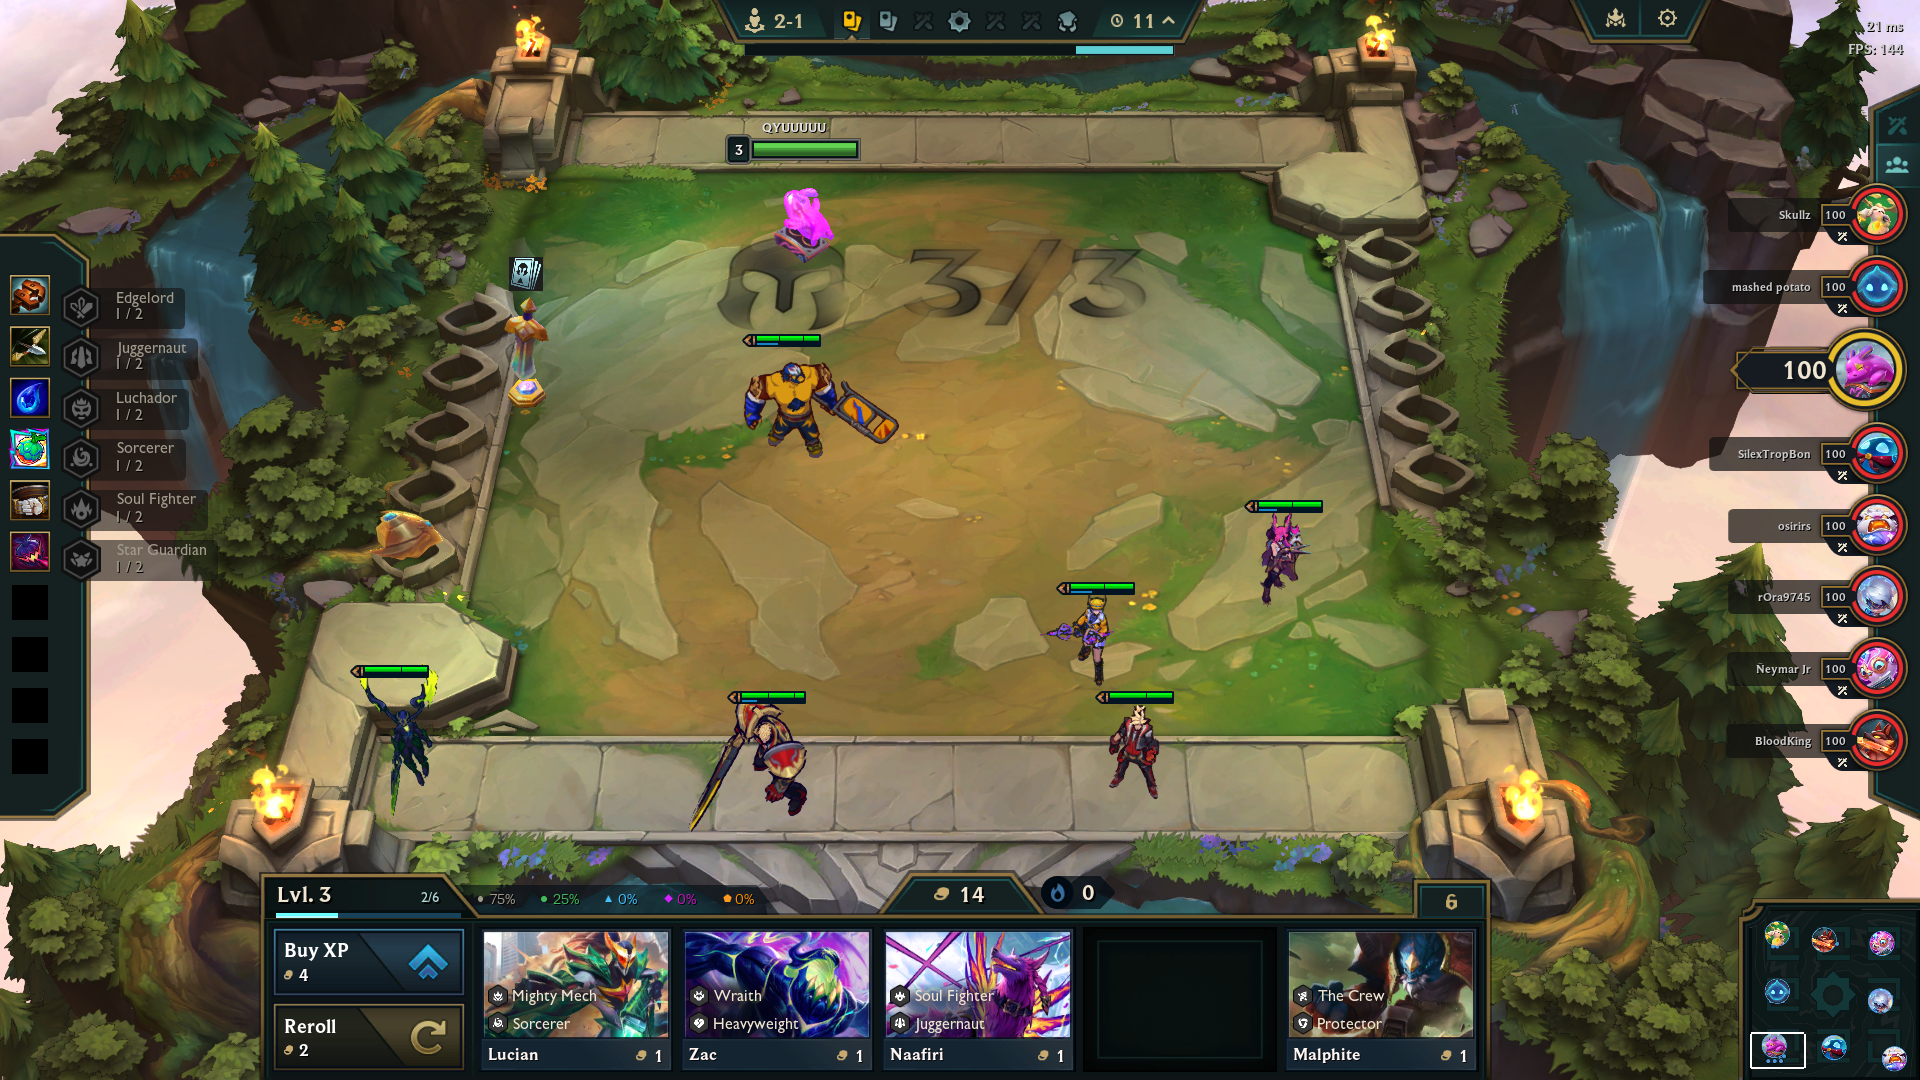 2-1
11
21 ms
FPS: 144
QYUUUUU
3
3/3
Skullz
100
mashed potato
100
100
SilexTropBon
100
osirirs
100
rOra9745
100
Ñeymar Jr
100
BloodKing
100
Edgelord
1 / 2
Juggernaut
1 / 2
Luchador
1 / 2
Sorcerer
1 / 2
Soul Fighter
1 / 2
Star Guardian
1 / 2
Lvl. 3
2/6
75%
25%
0%
0%
0%
14
0
6
Buy XP
4
Reroll
2
Mighty Mech
Sorcerer
Lucian
1
Wraith
Heavyweight
Zac
1
Soul Fighter
Juggernaut
Naafiri
1
The Crew
Protector
Malphite
1